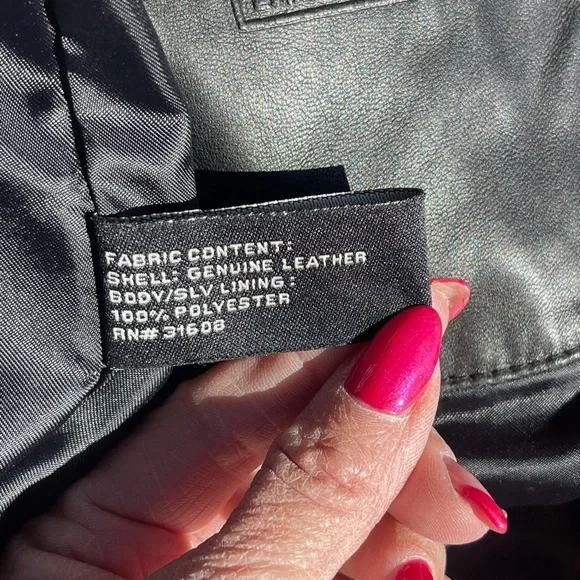 FABRIC CONTENT:
SHELL: GENUINE LEATHER
BODY/SLV LINING:
100% POLYESTER
RN# 31608